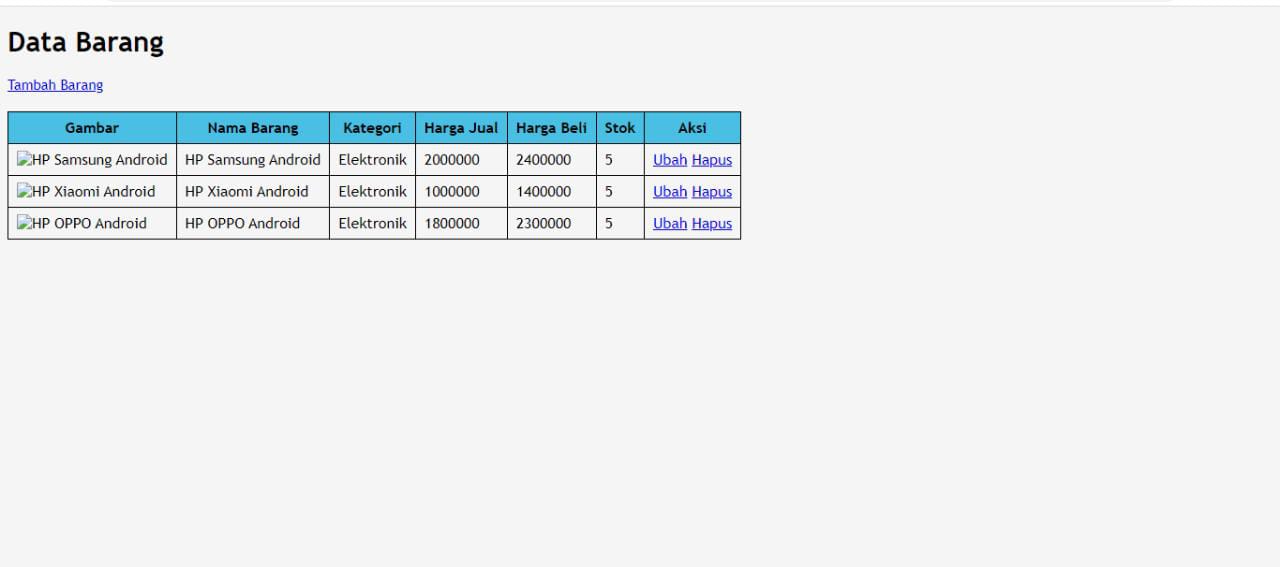 Data Barang
Tambah Barang
Gambar Nama Barang Kategori Harga Jual Harga Beli Stok Aksi
HP Samsung Android HP Samsung Android Elektronik 2000000 2400000 5 Ubah Hapus
HP Xiaomi Android HP Xiaomi Android Elektronik 1000000 1400000 5 Ubah Hapus
HP OPPO Android HP OPPO Android Elektronik 1800000 2300000 5 Ubah Hapus